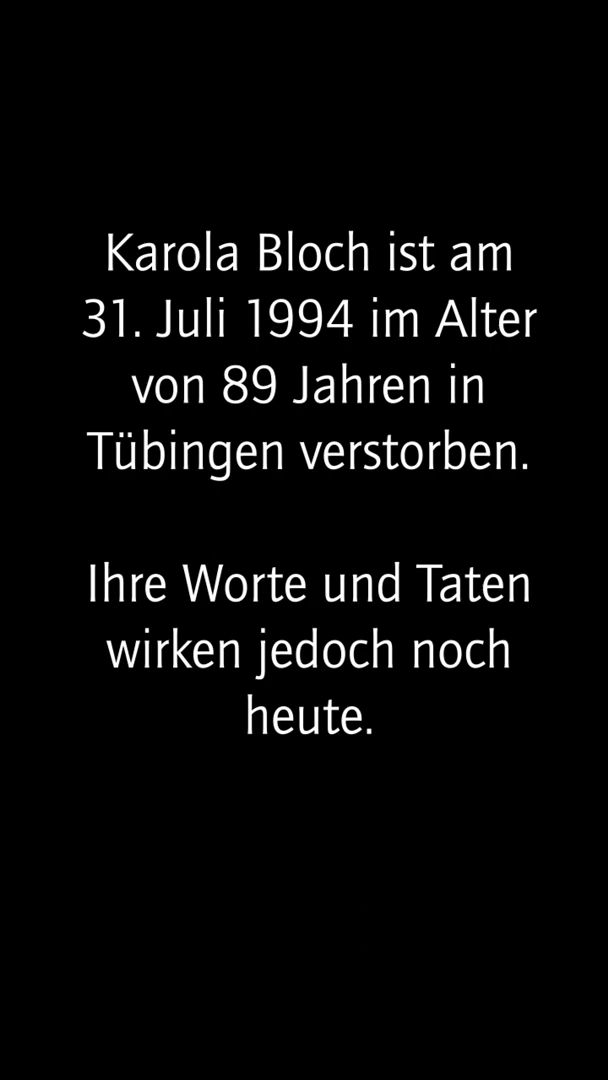 Karola Bloch ist am
31. Juli 1994 im Alter
von 89 Jahren in
Tübingen verstorben.
Ihre Worte und Taten
wirken jedoch noch
heute.